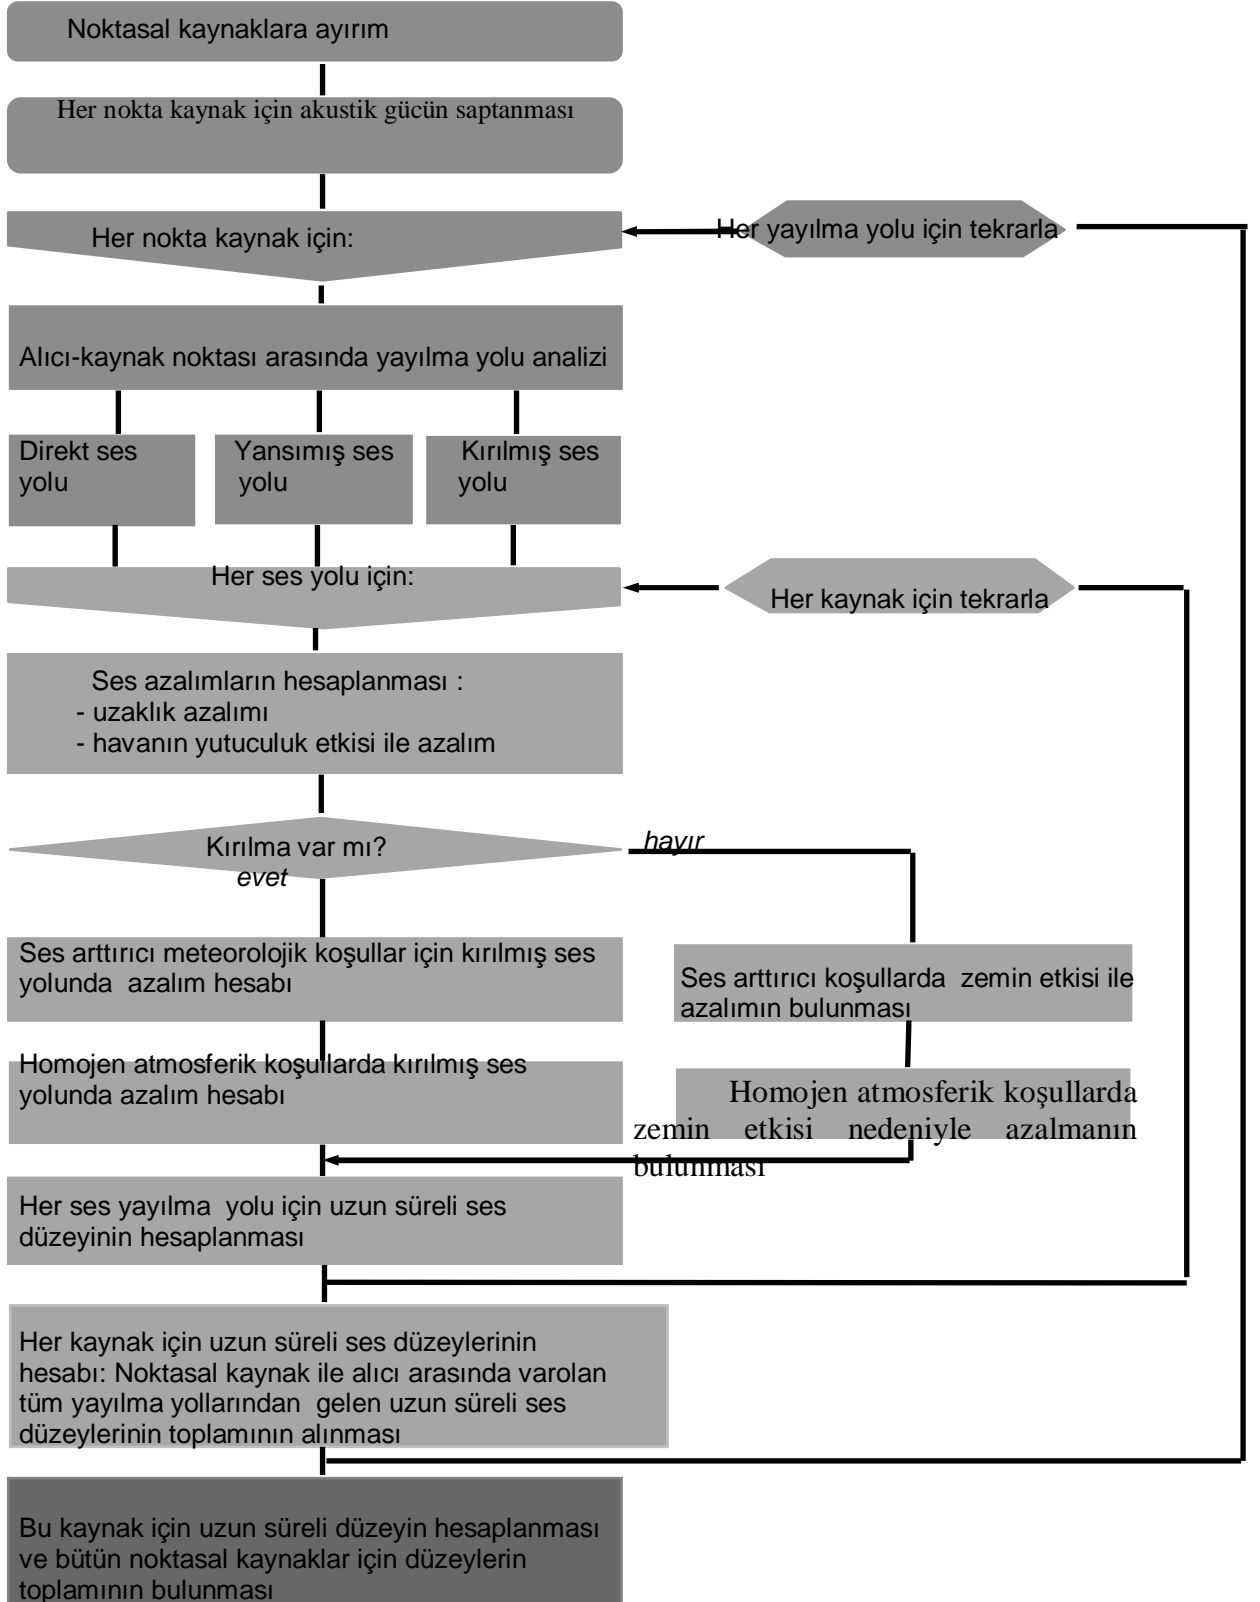 Noktasal kaynaklara ayırım
Her nokta kaynak için akustik gücün saptanması
Her nokta kaynak için:
Her yayılma yolu için tekrarla
Alıcı-kaynak noktası arasında yayılma yolu analizi
Direkt ses
yolu
Yansımış ses
yolu
Kırılmış ses
yolu
Her ses yolu için:
Her kaynak için tekrarla
Ses azalımların hesaplanması :
- uzaklık azalımı
- havanın yutuculuk etkisi ile azalım
Kırılma var mı?
evet
hayır
Ses arttırıcı meteorolojik koşullar için kırılmış ses
yolunda azalım hesabı
Ses arttırıcı koşullarda zemin etkisi ile
azalımın bulunması
Homojen atmosferik koşullarda kırılmış ses
yolunda azalım hesabı
Homojen atmosferik koşullarda
zemin etkisi nedeniyle azalmanın
bulunması
Her ses yayılma yolu için uzun süreli ses
düzeyinin hesaplanması
Her kaynak için uzun süreli ses düzeylerinin
hesabı: Noktasal kaynak ile alıcı arasında varolan
tüm yayılma yollarından gelen uzun süreli ses
düzeylerinin toplamının alınması
Bu kaynak için uzun süreli düzeyin hesaplanması
ve bütün noktasal kaynaklar için düzeylerin
toplamının bulunması